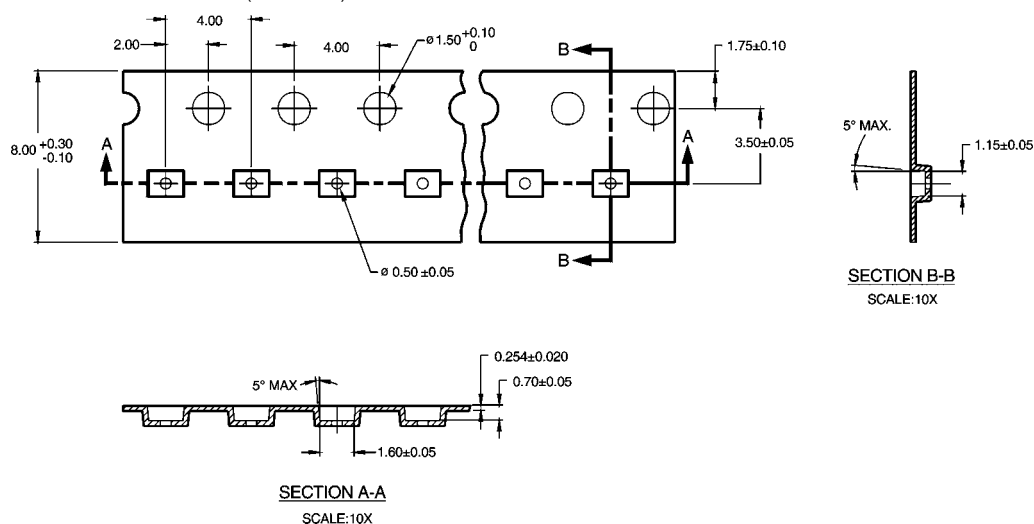 4.00
2.00
4.00
ø1.50 +0.10
0
B
1.75±0.10
8.00 +0.30
-0.10
A
A
3.50±0.05
5° MAX.
1.15±0.05
B
ø 0.50±0.05
SECTION B-B
SCALE:10X
0.254±0.020
5° MAX
0.70±0.05
1.60±0.05
SECTION A-A
SCALE:10X